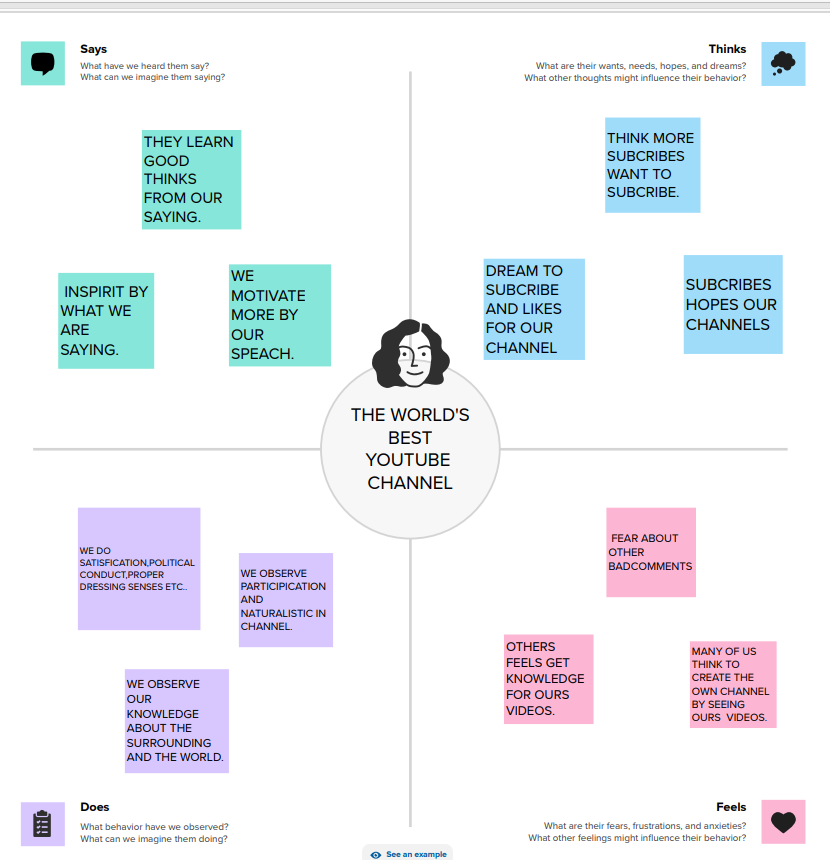 Says
What have we heard them say?
What can we imagine them saying?
Thinks
What are their wants, needs, hopes, and dreams?
What other thoughts might influence their behavior?
THEY LEARN
GOOD
THINKS
FROM OUR
SAYING.
INSPIRIT BY
WHAT WE
ARE
SAYING.
WE
MOTIVATE
MORE BY
OUR
SPEACH.
THINK MORE
SUBCRIBES
WANT TO
SUBCRIBE.
DREAM TO
SUBCRIBE
AND LIKES
FOR OUR
CHANNEL
SUBCRIBES
HOPES OUR
CHANNELS
THE WORLD'S
BEST
YOUTUBE
CHANNEL
WE DO
SATISFICATION,POLITICAL
CONDUCT,PROPER
DRESSING SENSES ETC..
WE OBSERVE
PARTICIPICATION
AND
NATURALISTIC IN
CHANNEL.
WE OBSERVE
OUR
KNOWLEDGE
ABOUT THE
SURROUNDING
AND THE WORLD.
FEAR ABOUT
OTHER
BADCOMMENTS
OTHERS
FEELS GET
KNOWLEDGE
FOR OURS
VIDEOS.
MANY OF US
THINK TO
CREATE THE
OWN CHANNEL
BY SEEING
OURS VIDEOS.
Does
What behavior have we observed?
What can we imagine them doing?
Feels
What are their fears, frustrations, and anxieties?
What other feelings might influence their behavior?
See an example